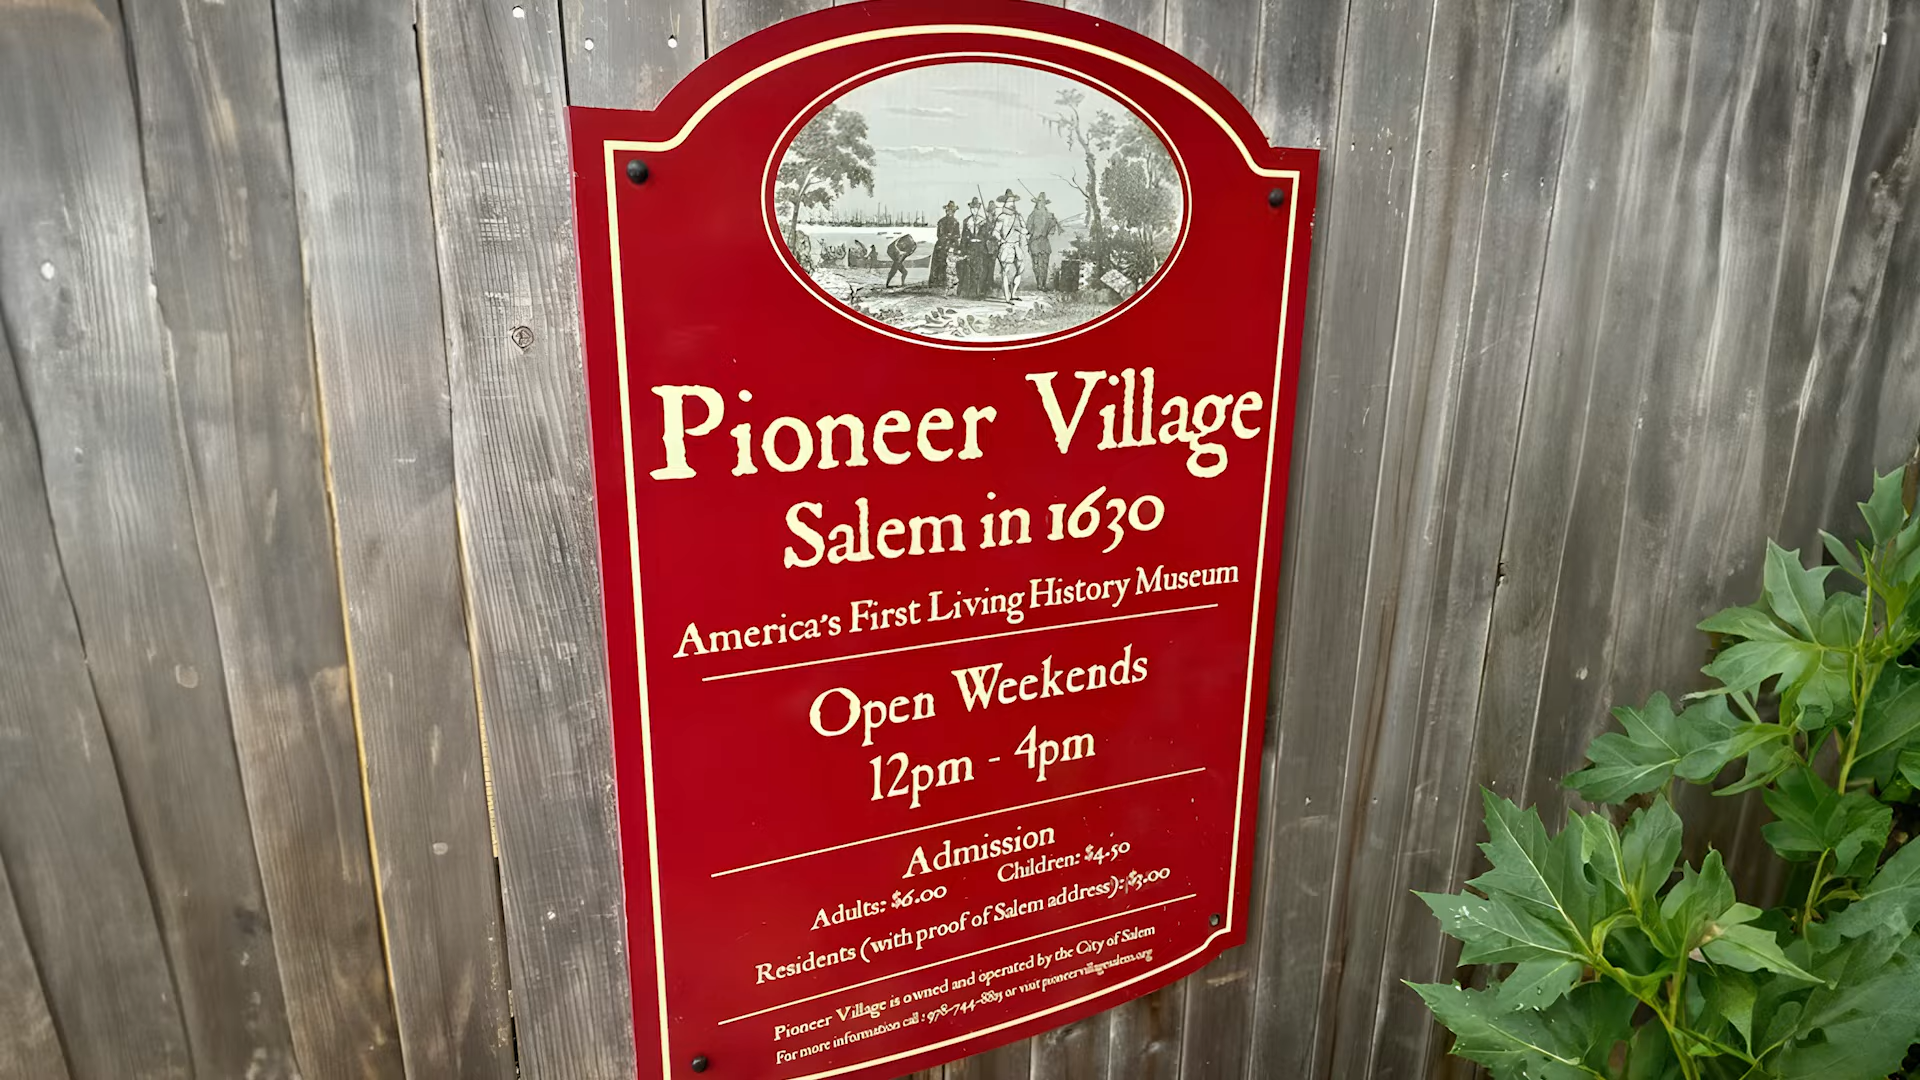 Pioneer Village
Salem in 1630
America's First Living History Museum
Open Weekends
12pm - 4pm
Admission
Adults: $6.00 Children: $4.50
Residents (with proof of Salem address): $3.00
Pioneer Village is owned and operated by the City of Salem
For more information call : 978-744- or visit pioneervillagesalem.org